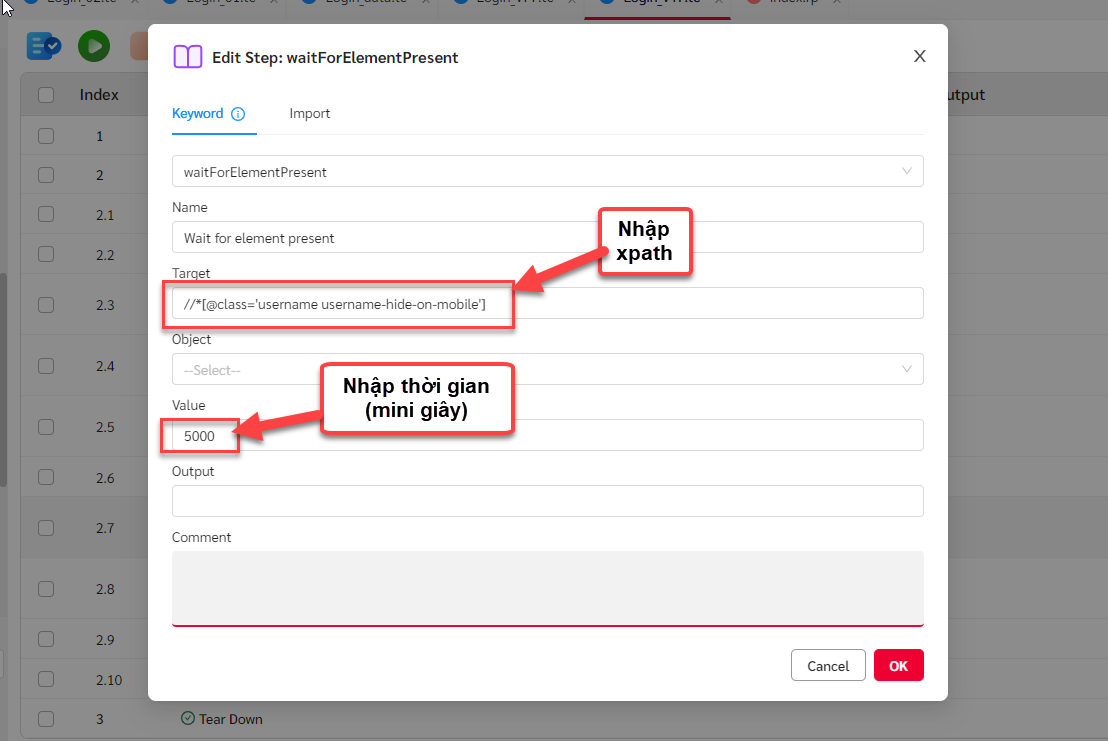 Edit Step: waitForElementPresent
Keyword
Import
Index
utput
1
waitForElementPresent
2
Name
2.1
Wait for element present
Nhập
xpath
2.2
Target
2.3
//*[@class='username username-hide-on-mobile']
Object
2.4
--Select--
Nhập thời gian
(mini giây)
Value
2.5
5000
Output
2.6
2.7
Comment
2.8
2.9
Cancel
OK
2.10
3
Tear Down